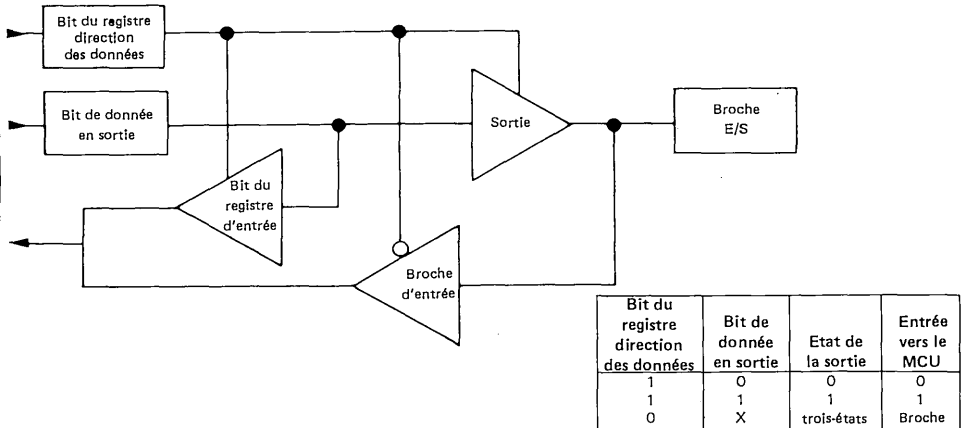 Bit du registre
direction
des données
Bit de donnée
en sortie
Sortie
Broche
E/S
Bit du
registre
d'entrée
Broche
d'entrée
Bit du
registre
direction
des données
Bit de
donnée
en sortie
Etat de
la sortie
Entrée
vers le
MCU
1 0 0 0
1 1 1 1
0 X trois-états Broche